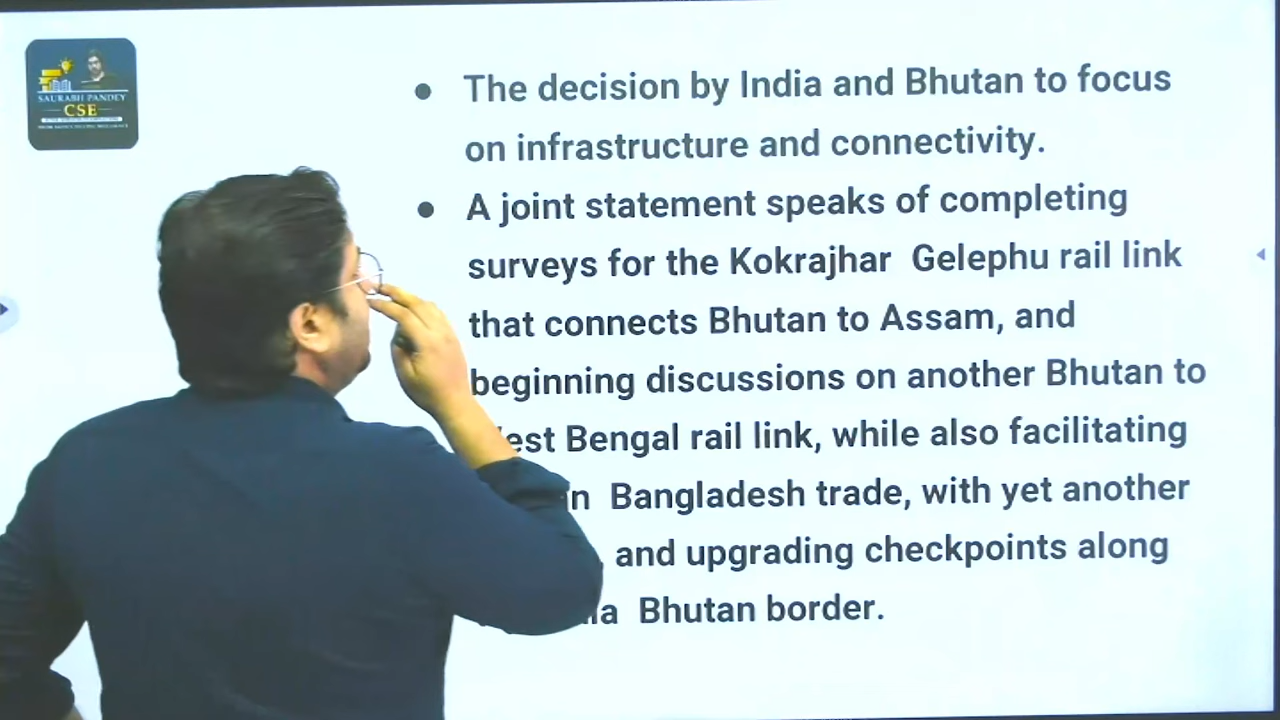 SAURABH PANDEY
CSE
The decision by India and Bhutan to focus
on infrastructure and connectivity.
A joint statement speaks of completing
surveys for the Kokrajhar Gelephu rail link
that connects Bhutan to Assam, and
beginning discussions on another Bhutan to
est Bengal rail link, while also facilitating
n Bangladesh trade, with yet another
, and upgrading checkpoints along
ia Bhutan border.